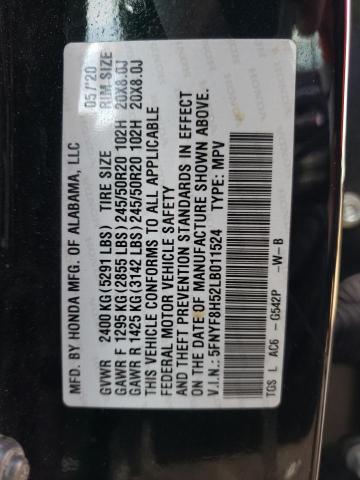 MFD. BY HONDA MFG. OF ALABAMA, LLC 05/'20
TIRE SIZE RIM SIZE
GVWR 2400 KG (5291 LBS)
GAWR F 1295 KG (2855 LBS) 245/50R20 102H 20X8.0J
GAWR R 1425 KG (3142 LBS) 245/50R20 102H 20X8.0J
THIS VEHICLE CONFORMS TO ALL APPLICABLE
FEDERAL MOTOR VEHICLE SAFETY
AND THEFT PREVENTION STANDARDS IN EFFECT
ON THE DATE OF MANUFACTURE SHOWN ABOVE.
V.I.N.: 5FNYF8H52LB011524 TYPE: MPV
TGS L AC6 - G542P -W-B